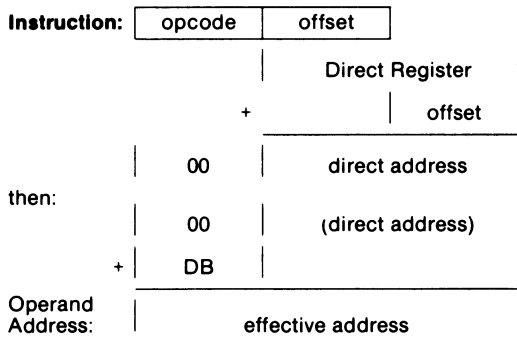 Instruction: opcode offset
Direct Register
+ offset
00 direct address
then:
00 (direct address)
+ DB
Operand
Address: effective address